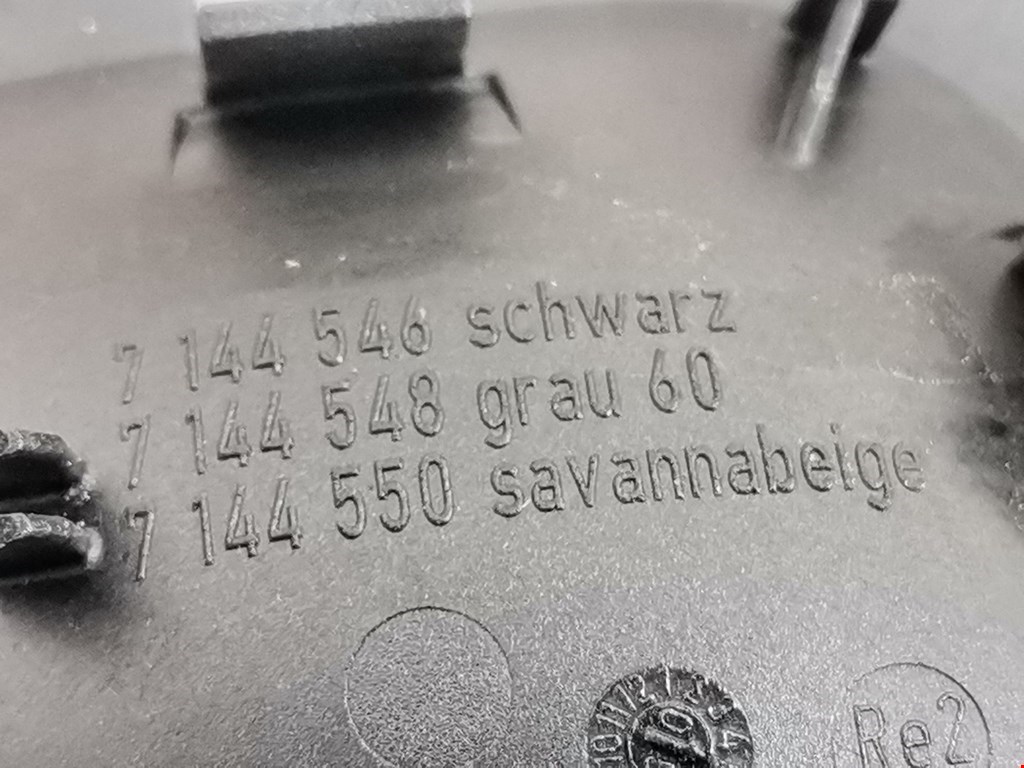 7 144 546 schwarz
7 144 548 grau 60
7 144 550 savannabeige
Re2